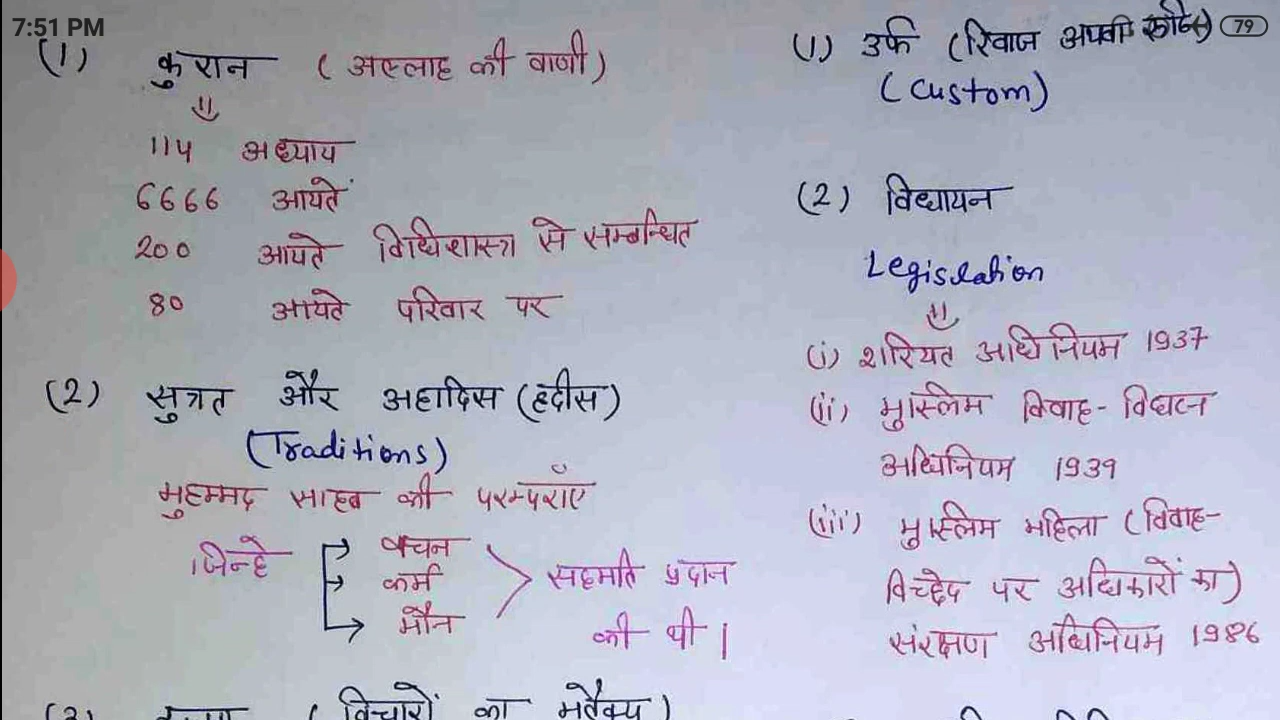 7:51 PM
79
(1) कुरान (अल्लाह की वाणी)
114 अध्याय
6666 आयतें
200 आयते विधिशास्त्र से सम्बन्धित
80 आयते परिवार पर
(2) सुन्नत और अहादिस (हदीस)
(Traditions)
मुहम्मद साहब की परम्पराएँ
जिन्हे
वचन
कर्म
मौन
सहमति प्रदान
की थी।
(3)
(विचारों का मतैक्य)
(1) उर्फ (रिवाज अथवा
(Custom)
(2) विधायन
Legislation
(i) शरियत अधिनियम 1937
(ii) मुस्लिम विवाह-विघटन
अधिनियम 1939
(iii) मुस्लिम महिला (विवाह-
विच्छेद पर अधिकारों का)
संरक्षण अधिनियम 1986